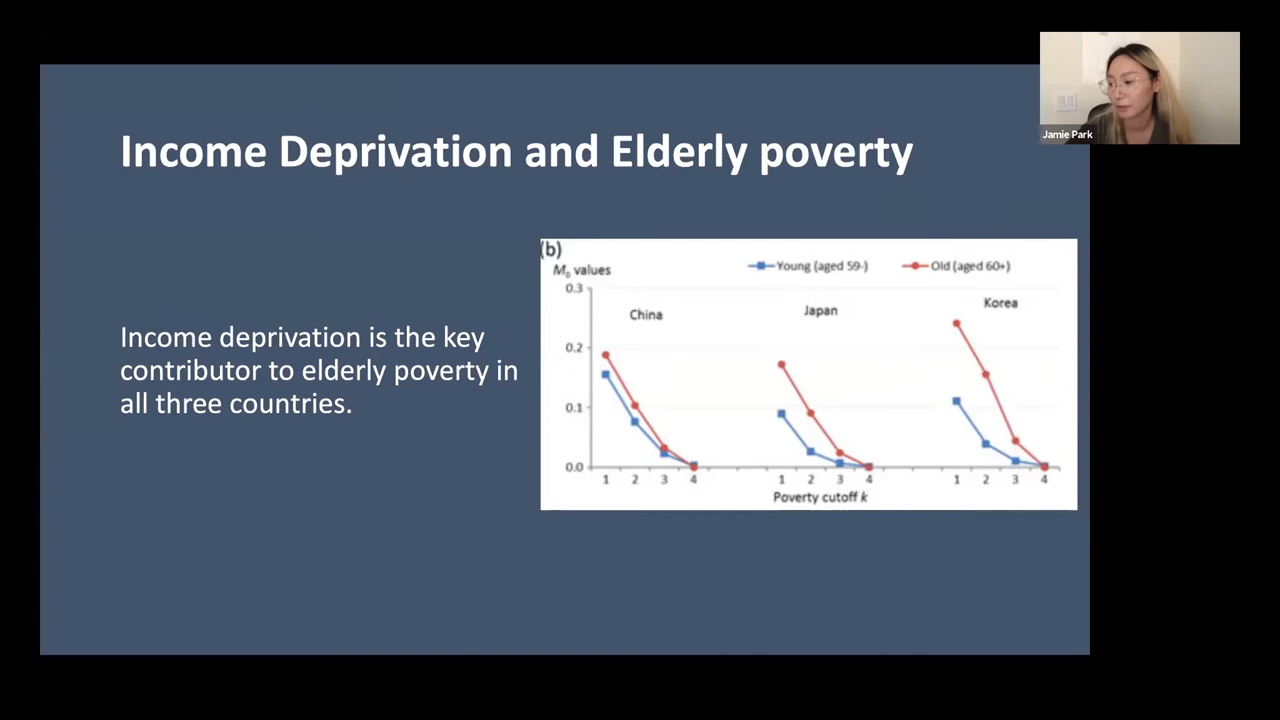 Jamie Park
Income Deprivation and Elderly poverty
Income deprivation is the key
contributor to elderly poverty in
all three countries.
(b)
M₀ values
Young (aged 59-)
Old (aged 60+)
0.3
0.2
0.1
0.0
China
Japan
Korea
1 2 3 4
1 2 3 4
1 2 3 4
Poverty cutoff k